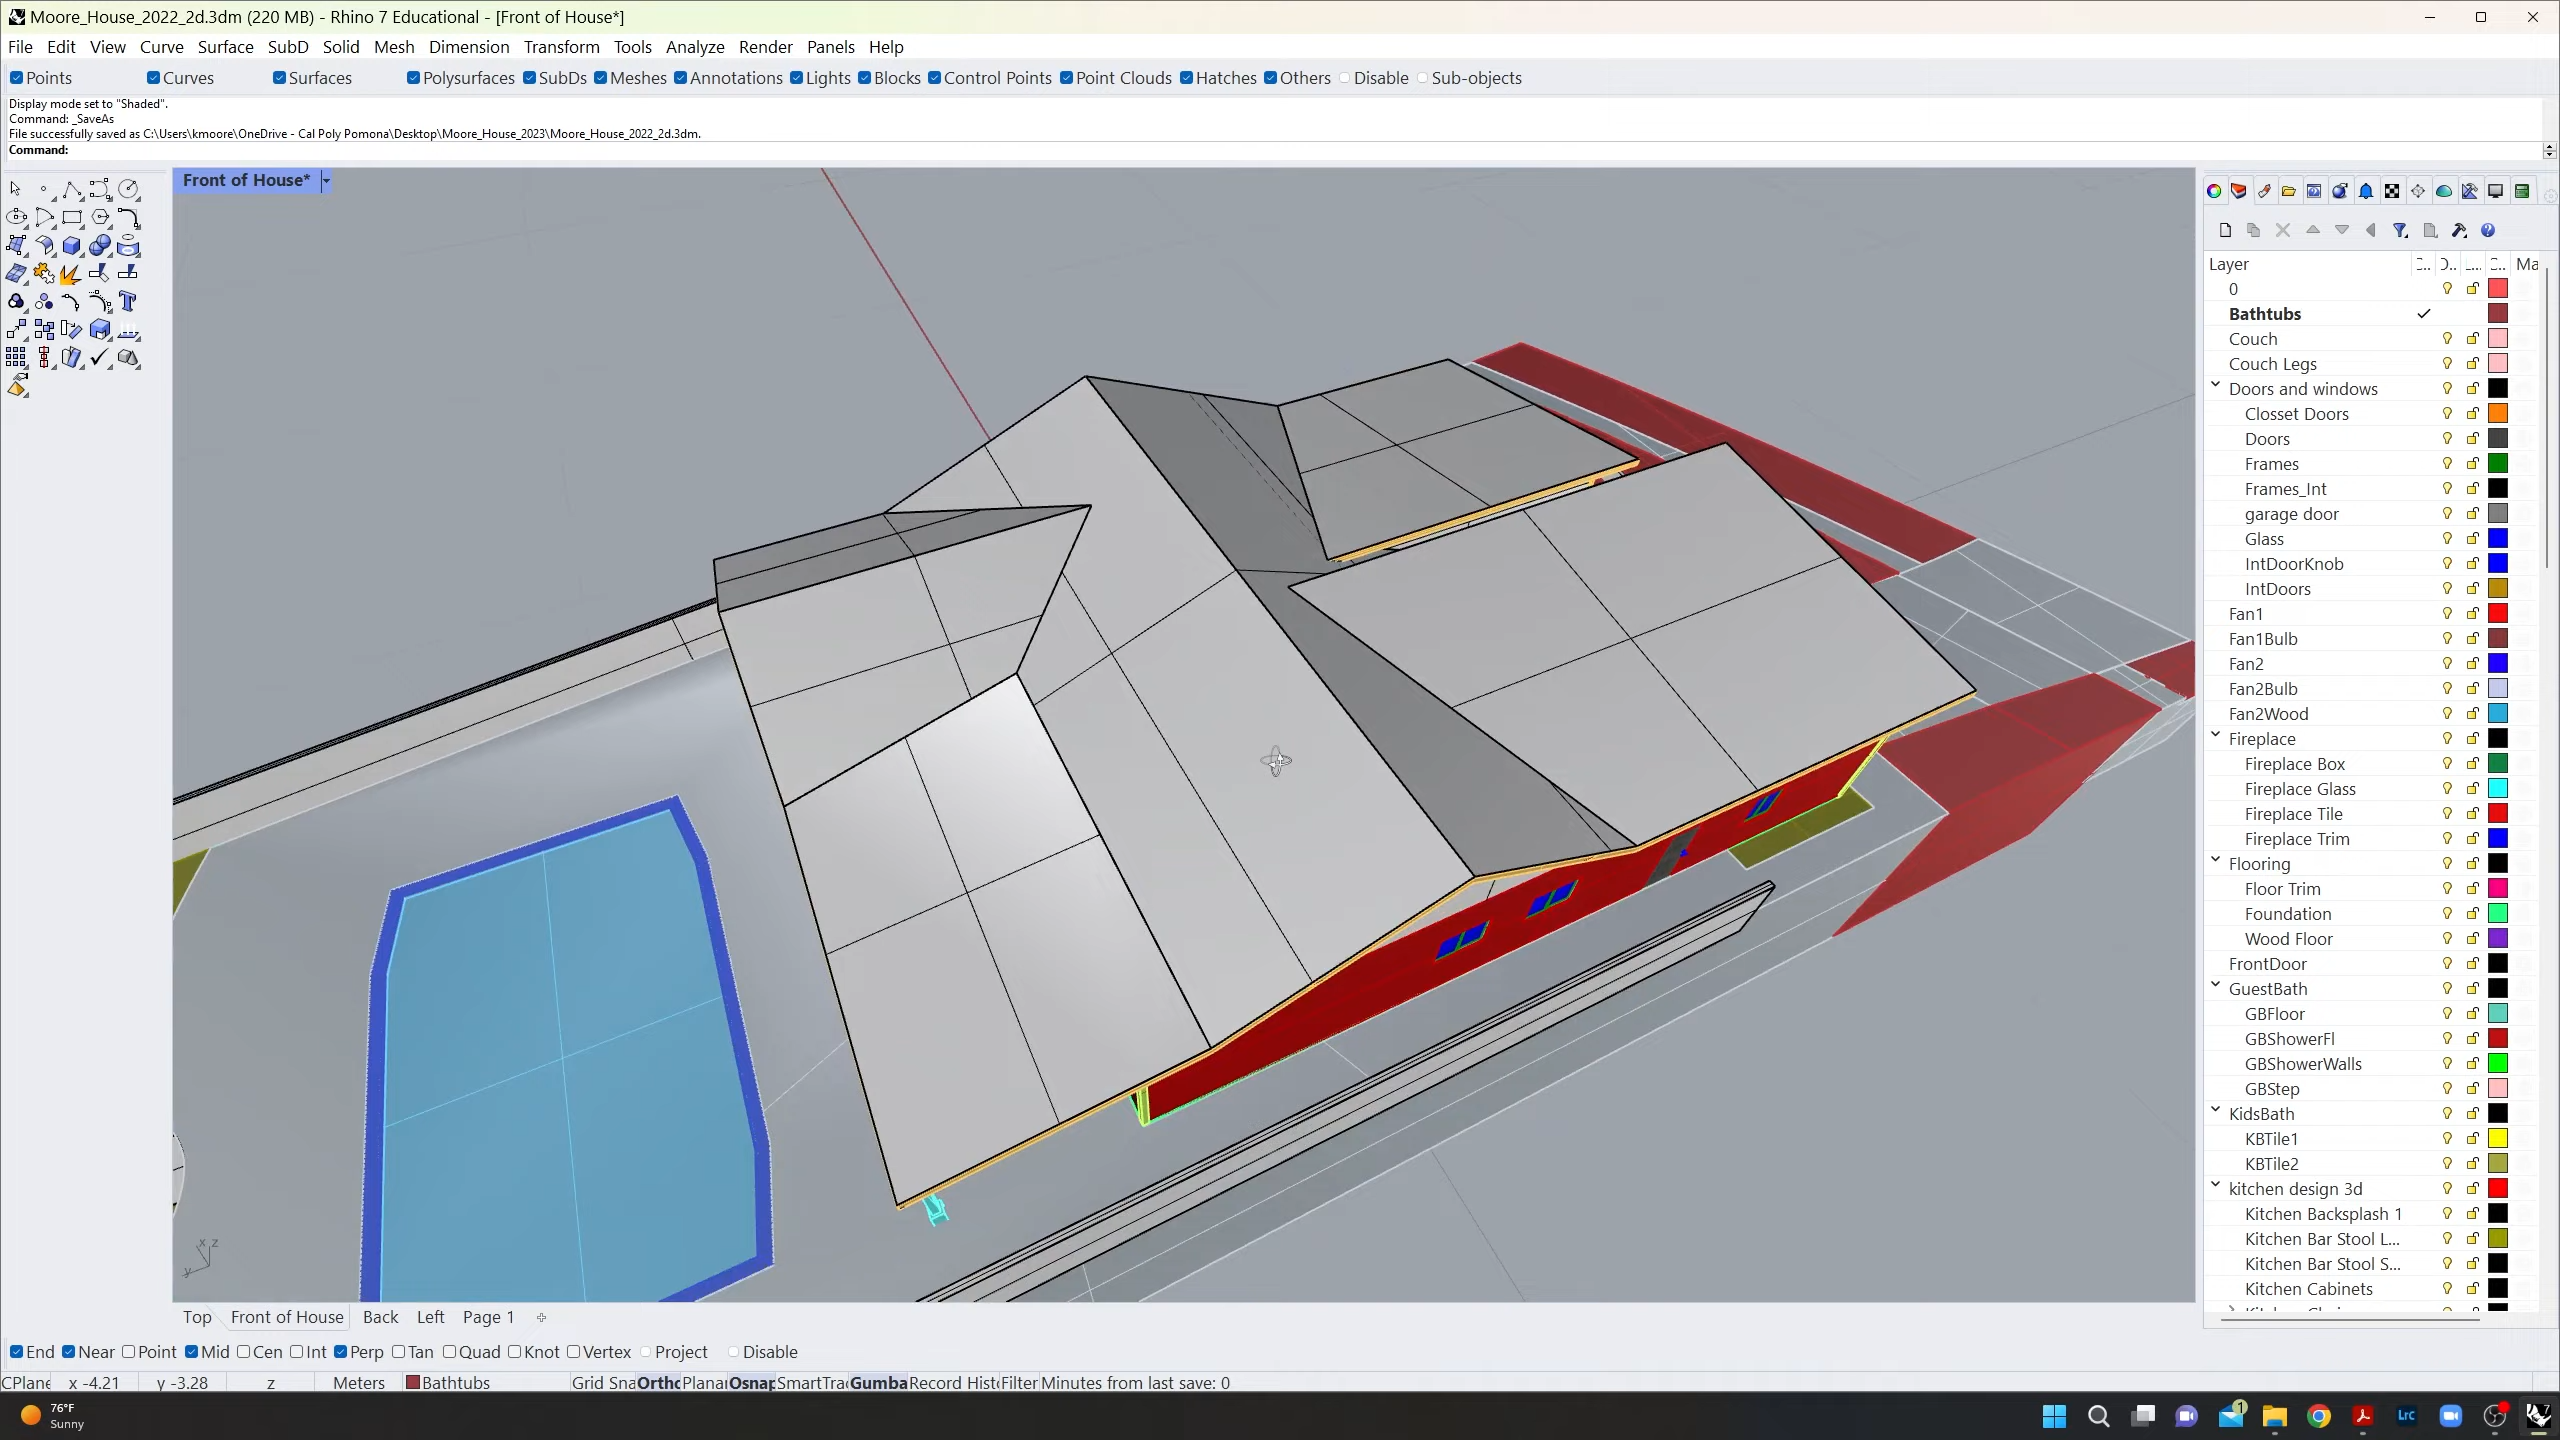 Moore_House_2022_2d.3dm (220 MB) - Rhino 7 Educational - [Front of House*]
File Edit View Curve Surface SubD Solid Mesh Dimension Transform Tools Analyze Render Panels Help
Points Curves Surfaces Polysurfaces SubDs Meshes Annotations Lights Blocks Control Points Point Clouds Hatches Others Disable Sub-objects
Display mode set to "Shaded".
Command: _SaveAs
File successfully saved as C:\Users\kmoore\OneDrive - Cal Poly Pomona\Desktop\Moore_House_2023\Moore_House_2022_2d.3dm.
Command:
Front of House*
Layer Ma
0
Bathtubs
Couch
Couch Legs
Doors and windows
Closset Doors
Doors
Frames
Frames_Int
garage door
Glass
IntDoorKnob
IntDoors
Fan1
Fan1Bulb
Fan2
Fan2Bulb
Fan2Wood
Fireplace
Fireplace Box
Fireplace Glass
Fireplace Tile
Fireplace Trim
Flooring
Floor Trim
Foundation
Wood Floor
FrontDoor
GuestBath
GBFloor
GBShowerFl
GBShowerWalls
GBStep
KidsBath
KBTile1
KBTile2
kitchen design 3d
Kitchen Backsplash 1
Kitchen Bar Stool L...
Kitchen Bar Stool S...
Kitchen Cabinets
x z
y
Top Front of House Back Left Page 1
End Near Point Mid Cen Int Perp Tan Quad Knot Vertex Project Disable
CPlane x -4.21 y -3.28 z Meters Bathtubs Grid Sna Ortho Planar Osnap SmartTrac Gumba Record Histo Filter Minutes from last save: 0
76°F
Sunny
1
Lrc